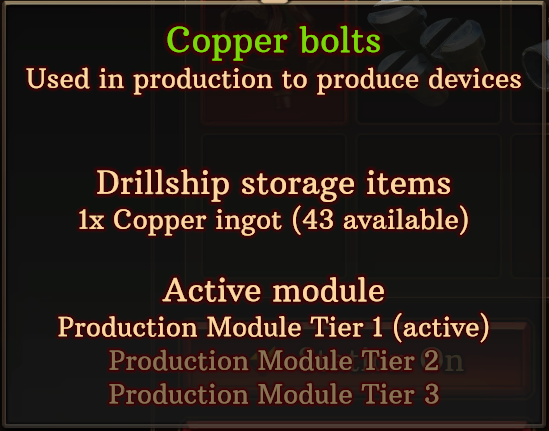 Copper bolts
Used in production to produce devices
Drillship storage items
1x Copper ingot (43 available)
Active module
Production Module Tier 1 (active)
Production Module Tier 2
Production Module Tier 3